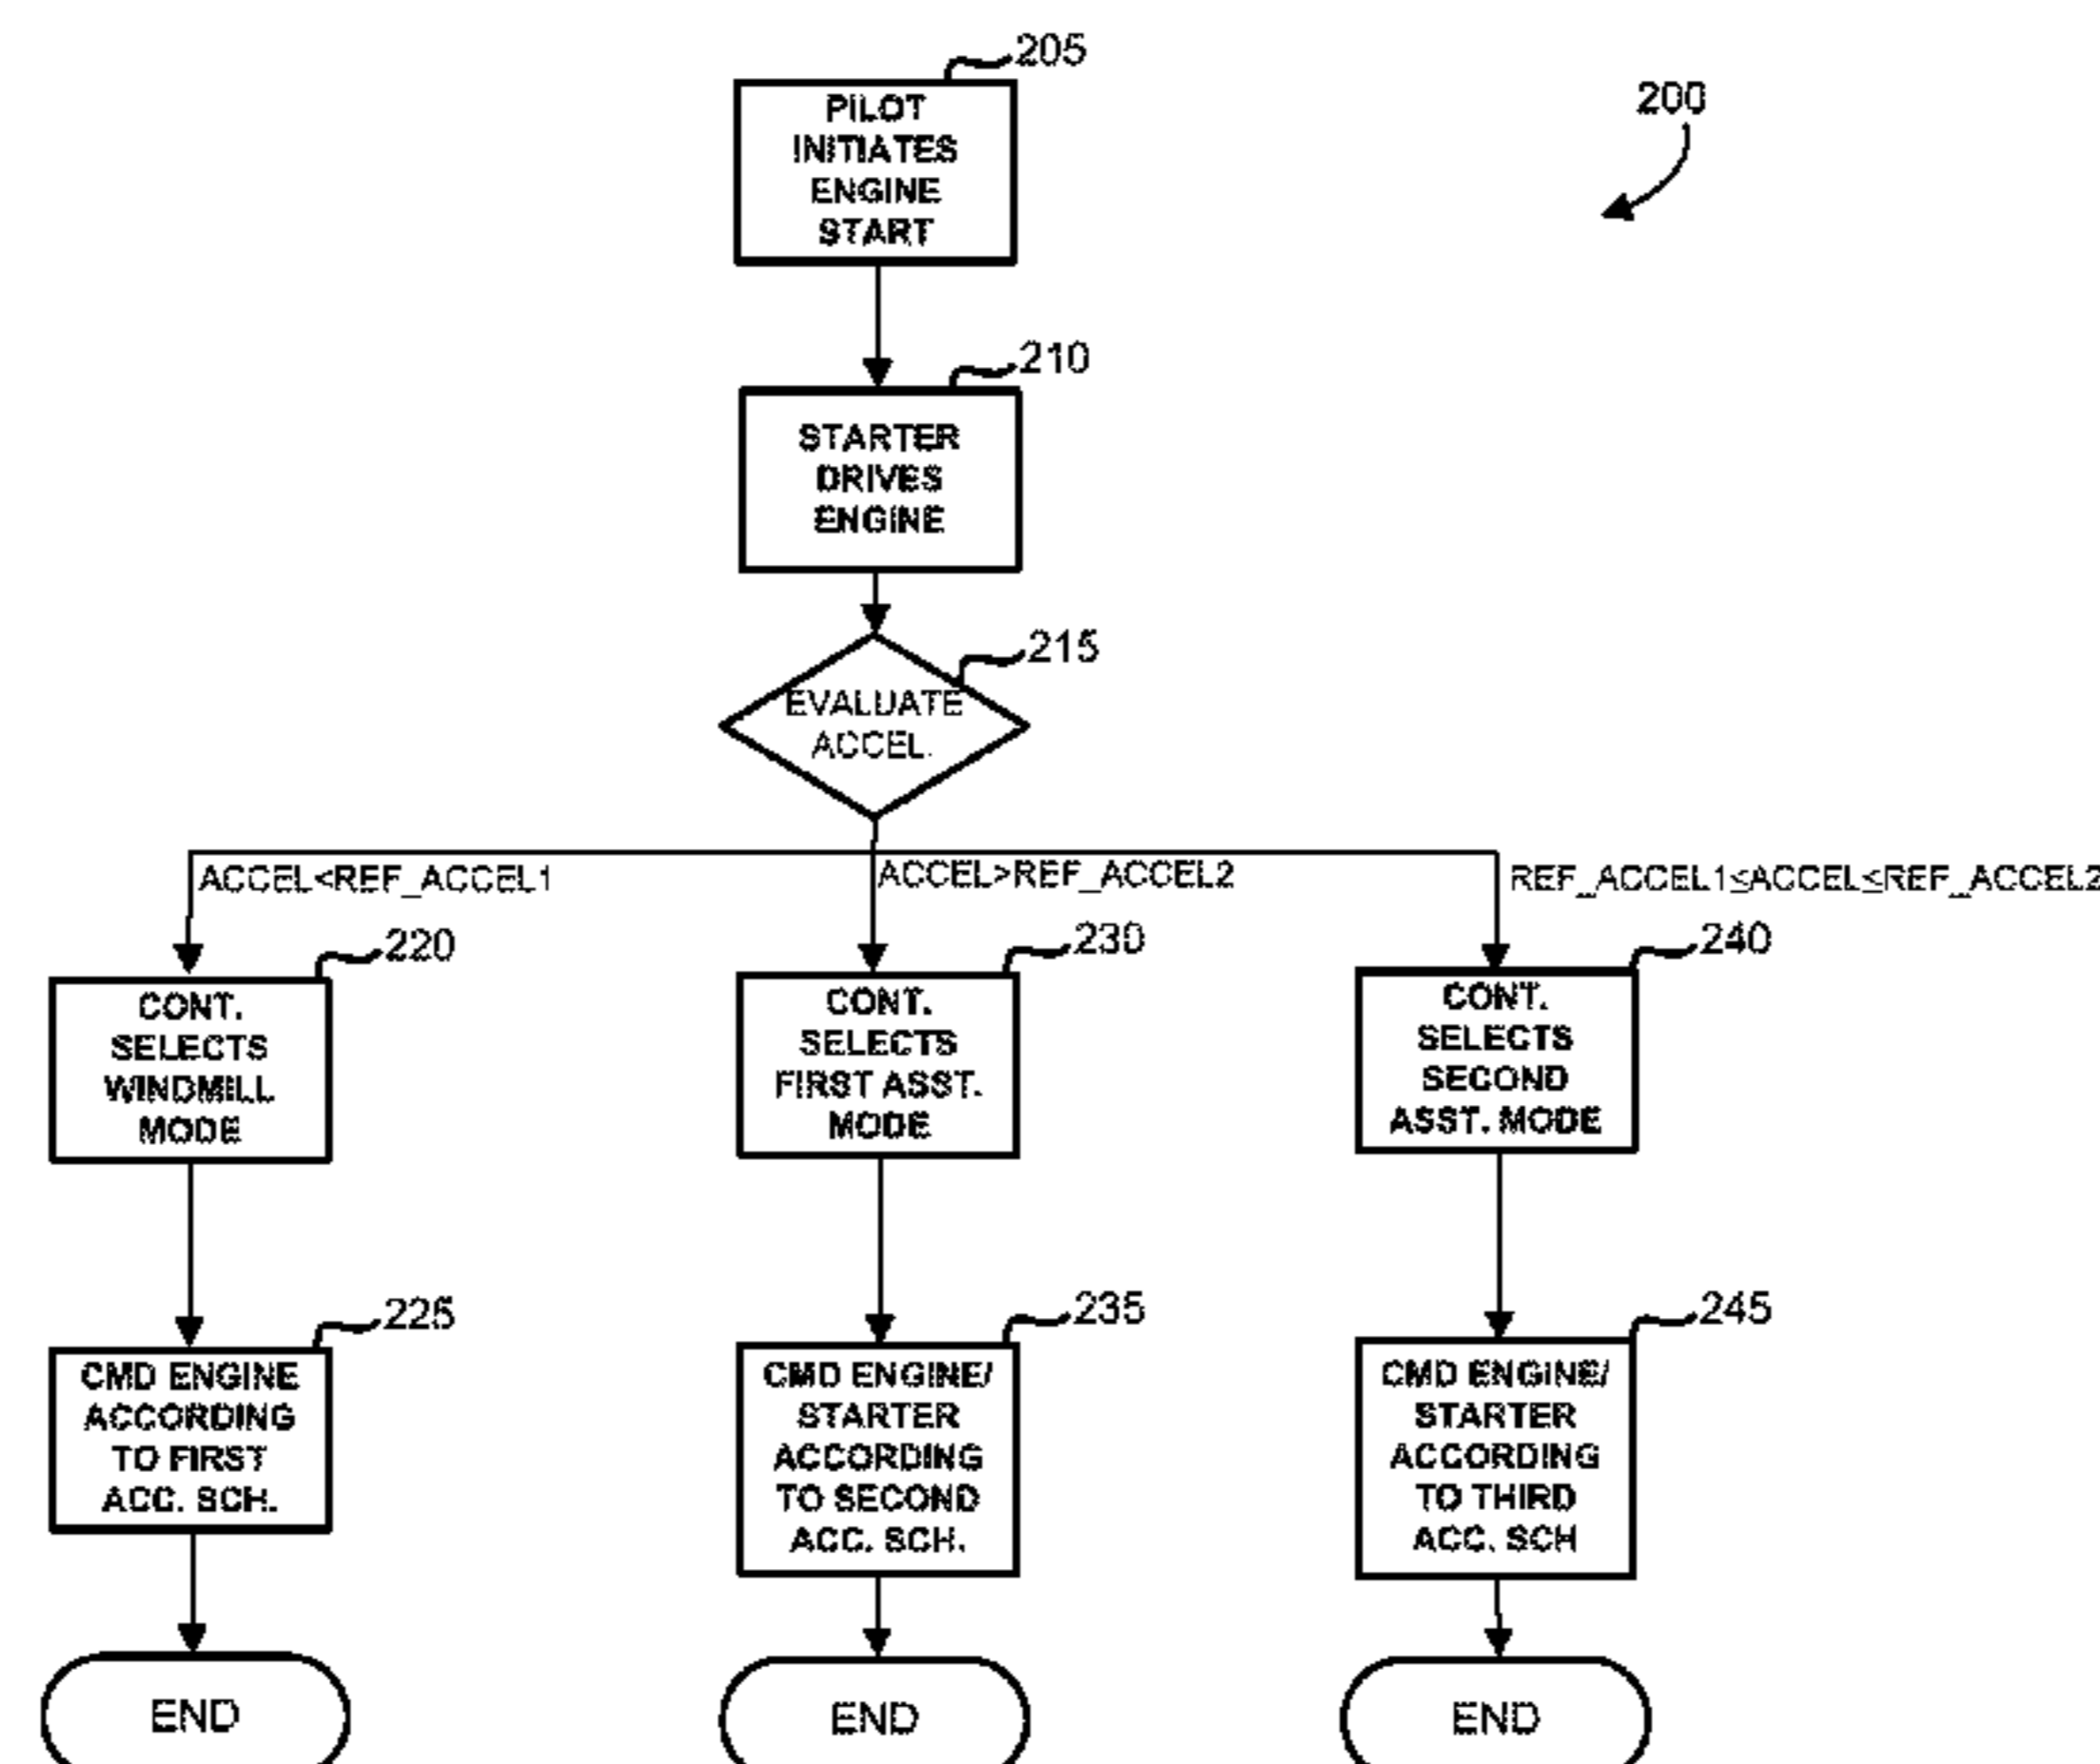 205
200
PILOT
INITIATES
ENGINE
START
210
STARTER
DRIVES
ENGINE
215
EVALUATE
ACCEL.
ACCEL<REF_ACCEL1
ACCEL>REF_ACCEL2
REF_ACCEL1≤ACCEL≤REF_ACCEL2
220
CONT.
SELECTS
WINDMILL
MODE
230
CONT.
SELECTS
FIRST ASST.
MODE
240
CONT.
SELECTS
SECOND
ASST. MODE
225
CMD ENGINE
ACCORDING
TO FIRST
ACC. SCH.
235
CMD ENGINE/
STARTER
ACCORDING
TO SECOND
ACC. SCH.
245
CMD ENGINE/
STARTER
ACCORDING
TO THIRD
ACC. SCH
END
END
END